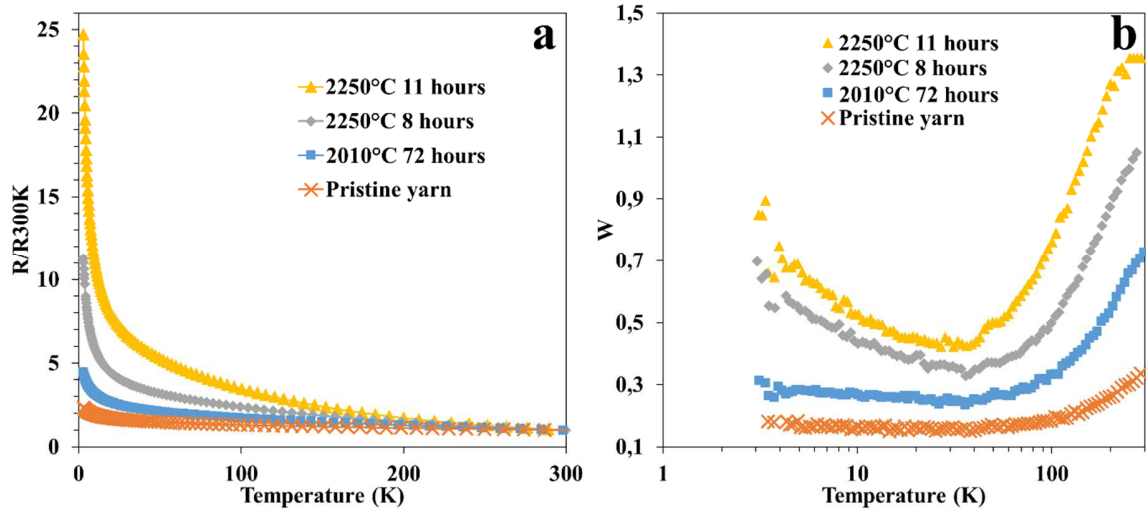 a
25
20
15
10
5
0
R/R300K
2250°C 11 hours
2250°C 8 hours
2010°C 72 hours
Pristine yarn
0
100
200
300
Temperature (K)
b
1,5
1,3
1,1
0,9
0,7
0,5
0,3
0,1
W
2250°C 11 hours
2250°C 8 hours
2010°C 72 hours
Pristine yarn
1
10
100
Temperature (K)